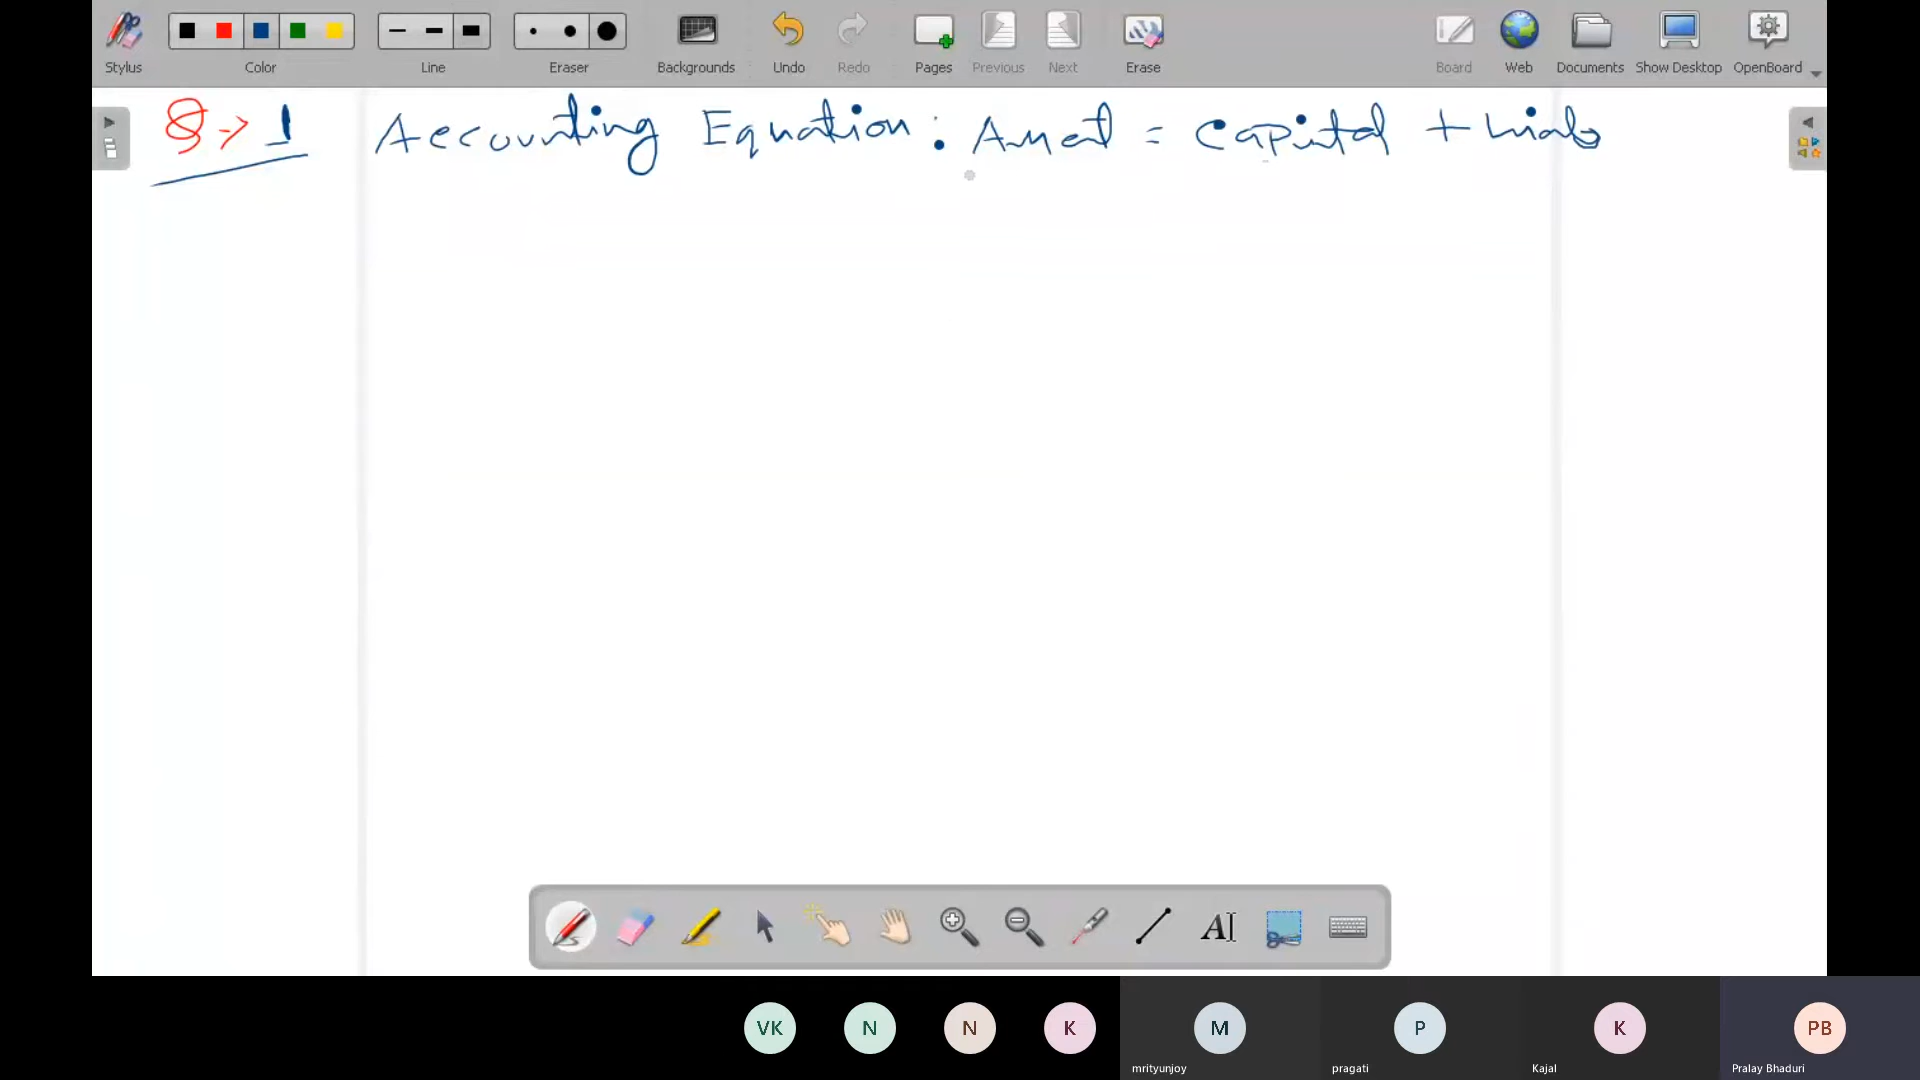 Stylus
Color
Line
Eraser
Backgrounds
Undo
Redo
Pages
Previous
Next
Erase
Board
Web
Documents
Show Desktop
OpenBoard
Q → 1 Accounting Equation : Asset = Capital + Liab
AI
VK
N
N
K
M
mrityunjoy
P
pragati
K
Kajal
PB
Pralay Bhaduri